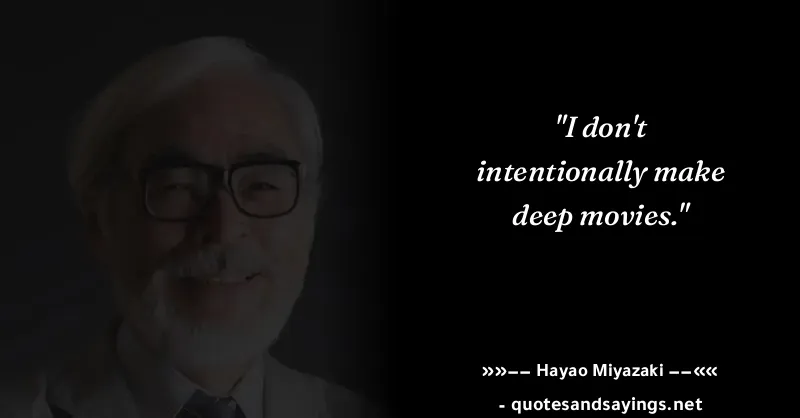 "I don't
intentionally make
deep movies."
»»−− Hayao Miyazaki −−««
- quotesandsayings.net